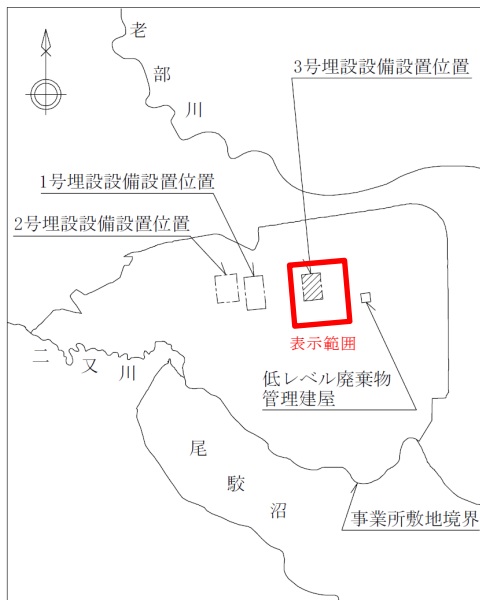 老部川
3号埋設設備設置位置
1号埋設設備設置位置
2号埋設設備設置位置
表示範囲
二又川
低レベル廃棄物
管理建屋
尾駮沼
事業所敷地境界